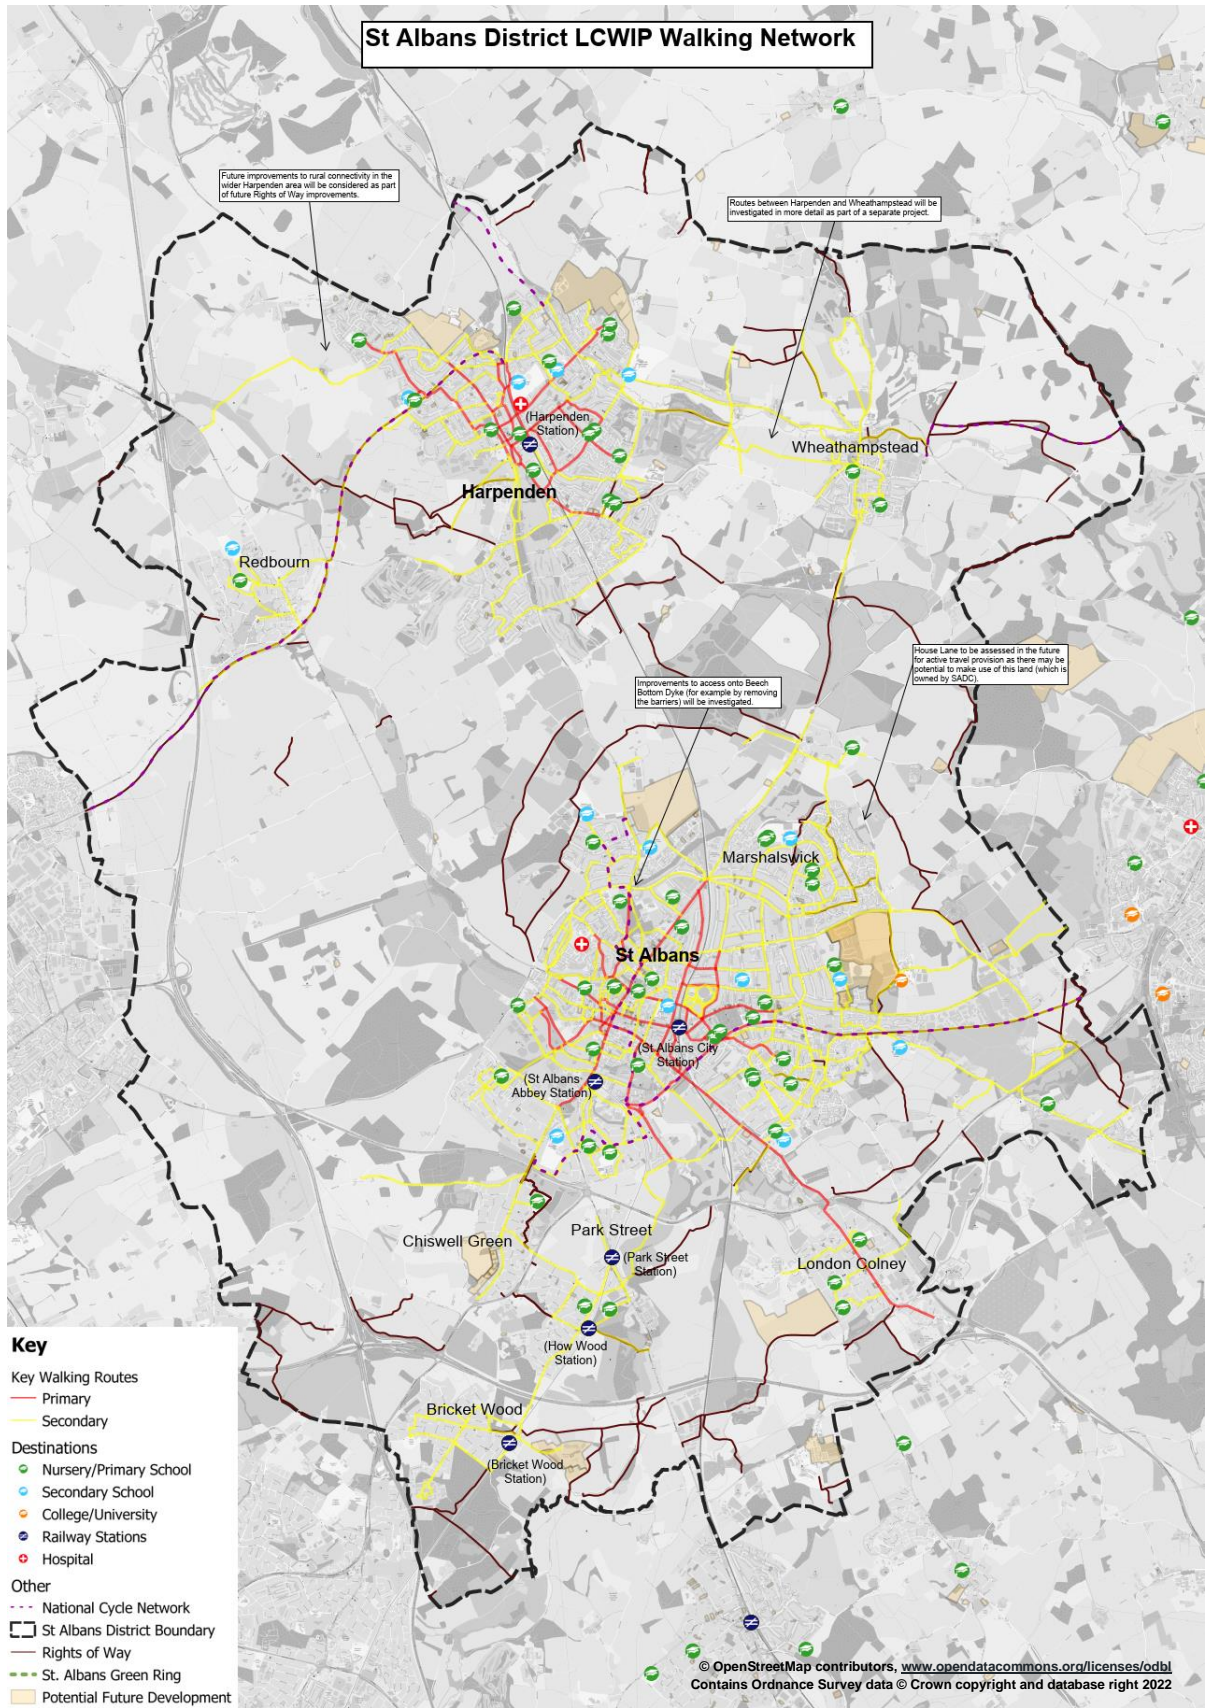 St Albans District LCWIP Walking Network
Future improvements to rural connectivity in the
wider Harpenden area will be considered as part
of future Rights of Way improvements.
Routes between Harpenden and Wheathampstead will be
investigated in more detail as part of a separate project.
(Harpenden
Station)
Wheathampstead
Harpenden
Redbourn
House Lane to be assessed in the future
for active travel provision as there may be
potential to make use of this land (which is
owned by SADC).
Improvements to access onto Beech
Bottom Dyke (for example by removing
the barriers) will be investigated.
Marshalswick
St Albans
(St Albans City
Station)
(St Albans
Abbey Station)
Park Street
Chiswell Green
(Park Street
Station)
London Colney
(How Wood
Station)
Bricket Wood
(Bricket Wood
Station)
Key
Key Walking Routes
Primary
Secondary
Destinations
Nursery/Primary School
Secondary School
College/University
Railway Stations
Hospital
Other
National Cycle Network
St Albans District Boundary
Rights of Way
St. Albans Green Ring
Potential Future Development
© OpenStreetMap contributors, www.opendatacommons.org/licenses/odbl
Contains Ordnance Survey data © Crown copyright and database right 2022